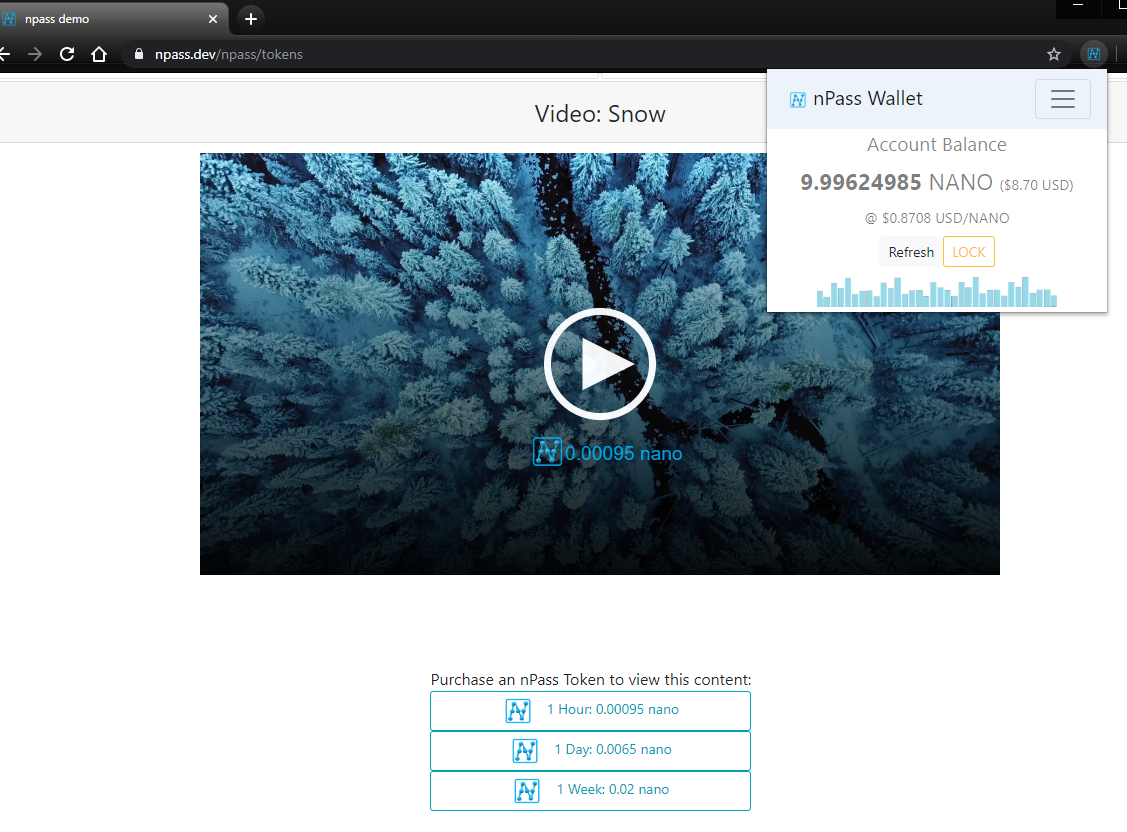 npass demo
npass.dev/npass/tokens
nPass Wallet
Video: Snow
Account Balance
9.99624985 NANO ($8.70 USD)
@ $0.8708 USD/NANO
Refresh LOCK
0.00095 nano
Purchase an nPass Token to view this content:
1 Hour: 0.00095 nano
1 Day: 0.0065 nano
1 Week: 0.02 nano